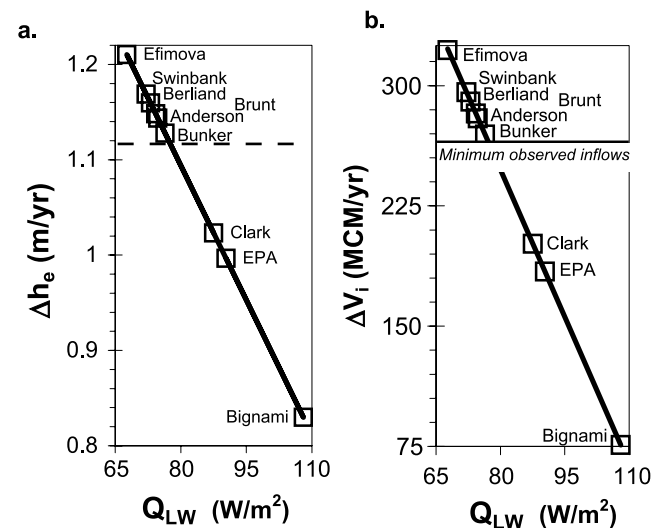 a.
Δhe (m/yr)
1.2
1.1
1
0.9
0.8
Efimova
Swinbank
Berliand
Brunt
Anderson
Bunker
Clark
EPA
Bignami
65 80 95 110
QLW (W/m²)
b.
ΔVi (MCM/yr)
300
225
150
75
Efimova
Swinbank
Berliand
Brunt
Anderson
Bunker
Minimum observed inflows
Clark
EPA
Bignami
65 80 95 110
QLW (W/m²)